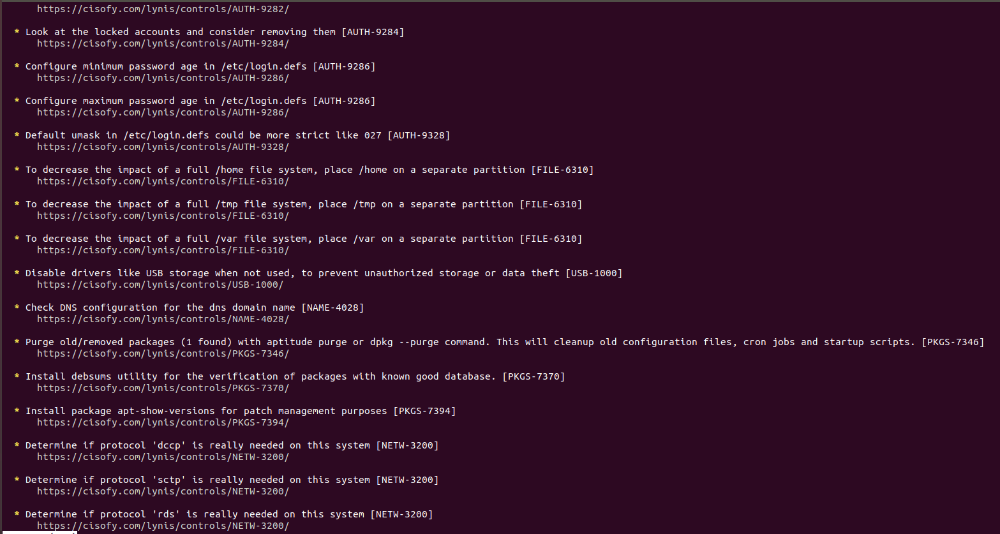 https://cisofy.com/lynis/controls/AUTH-9282/
* Look at the locked accounts and consider removing them [AUTH-9284]
https://cisofy.com/lynis/controls/AUTH-9284/
* Configure minimum password age in /etc/login.defs [AUTH-9286]
https://cisofy.com/lynis/controls/AUTH-9286/
* Configure maximum password age in /etc/login.defs [AUTH-9286]
https://cisofy.com/lynis/controls/AUTH-9286/
* Default umask in /etc/login.defs could be more strict like 027 [AUTH-9328]
https://cisofy.com/lynis/controls/AUTH-9328/
* To decrease the impact of a full /home file system, place /home on a separate partition [FILE-6310]
https://cisofy.com/lynis/controls/FILE-6310/
* To decrease the impact of a full /tmp file system, place /tmp on a separate partition [FILE-6310]
https://cisofy.com/lynis/controls/FILE-6310/
* To decrease the impact of a full /var file system, place /var on a separate partition [FILE-6310]
https://cisofy.com/lynis/controls/FILE-6310/
* Disable drivers like USB storage when not used, to prevent unauthorized storage or data theft [USB-1000]
https://cisofy.com/lynis/controls/USB-1000/
* Check DNS configuration for the dns domain name [NAME-4028]
https://cisofy.com/lynis/controls/NAME-4028/
* Purge old/removed packages (1 found) with aptitude purge or dpkg --purge command. This will cleanup old configuration files, cron jobs and startup scripts. [PKGS-7346]
https://cisofy.com/lynis/controls/PKGS-7346/
* Install debsums utility for the verification of packages with known good database. [PKGS-7370]
https://cisofy.com/lynis/controls/PKGS-7370/
* Install package apt-show-versions for patch management purposes [PKGS-7394]
https://cisofy.com/lynis/controls/PKGS-7394/
* Determine if protocol 'dccp' is really needed on this system [NETW-3200]
https://cisofy.com/lynis/controls/NETW-3200/
* Determine if protocol 'sctp' is really needed on this system [NETW-3200]
https://cisofy.com/lynis/controls/NETW-3200/
* Determine if protocol 'rds' is really needed on this system [NETW-3200]
https://cisofy.com/lynis/controls/NETW-3200/